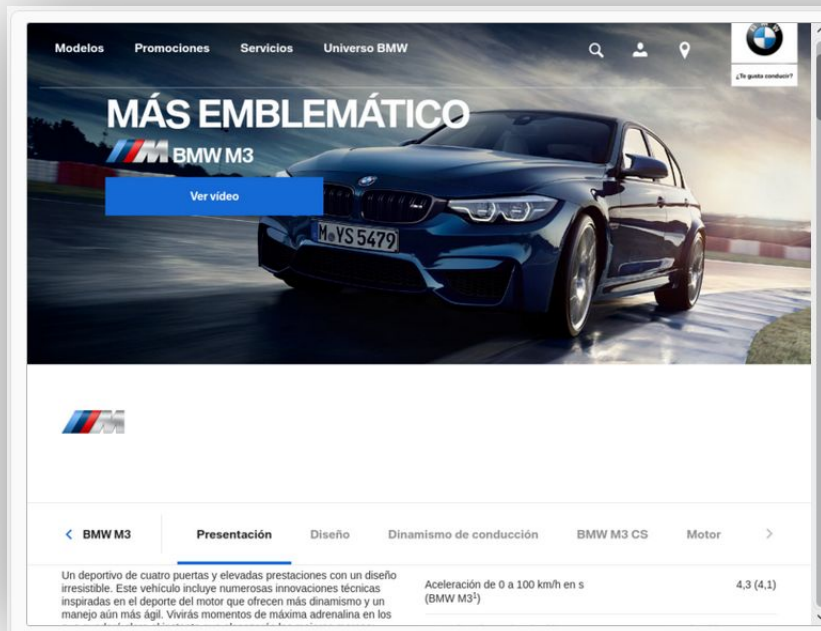 Modelos Promociones Servicios Universo BMW
¿Te gusta conducir?
MÁS EMBLEMÁTICO
M BMW M3
Ver vídeo
M YS 5479
M
BMW M3 Presentación Diseño Dinamismo de conducción BMW M3 CS Motor
Un deportivo de cuatro puertas y elevadas prestaciones con un diseño
irresistible. Este vehículo incluye numerosas innovaciones técnicas
inspiradas en el deporte del motor que ofrecen más dinamismo y un
manejo aún más ágil. Vivirás momentos de máxima adrenalina en los
Aceleración de 0 a 100 km/h en s 4,3 (4,1)
(BMW M3¹)